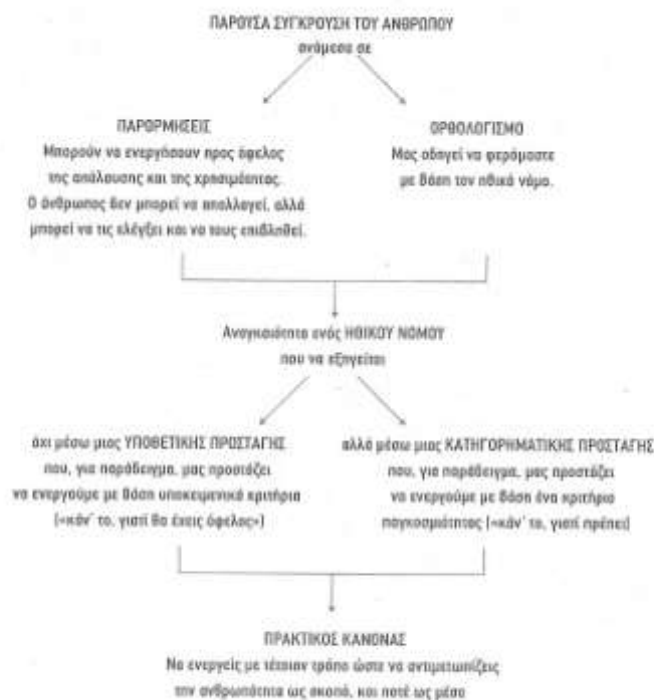 ΠΑΡΟΥΣΑ ΣΥΓΚΡΟΥΣΗ ΤΟΥ ΑΝΘΡΩΠΟΥ
ανάμεσα σε
ΠΑΡΟΡΜΗΣΕΙΣ
Μπορούν να ενεργήσουν προς όφελος
της απόλαυσης και της χρησιμότητας.
Ο άνθρωπος δεν μπορεί να απαλλαγεί, αλλά
μπορεί να τις ελέγξει και να τους επιβληθεί.
ΟΡΘΟΛΟΓΙΣΜΟ
Μας οδηγεί να φερόμαστε
με βάση τον ηθικό νόμο.
Αναγκαιότητα ενός ΗΘΙΚΟΥ ΝΟΜΟΥ
που να εξηγείται
όχι μέσω μιας ΥΠΟΘΕΤΙΚΗΣ ΠΡΟΣΤΑΓΗΣ
που, για παράδειγμα, μας προστάζει
να ενεργούμε με βάση υποκειμενικά κριτήρια
(«κάν' το, γιατί θα έχεις όφελος»)
αλλά μέσω μιας ΚΑΤΗΓΟΡΗΜΑΤΙΚΗΣ ΠΡΟΣΤΑΓΗΣ
που, για παράδειγμα, μας προστάζει
να ενεργούμε με βάση ένα κριτήριο
παγκοσμιότητας («κάν' το, γιατί πρέπει)
ΠΡΑΚΤΙΚΟΣ ΚΑΝΟΝΑΣ
Να ενεργείς με τέτοιον τρόπο ώστε να αντιμετωπίζεις
την ανθρωπότητα ως σκοπό, και ποτέ ως μέσο